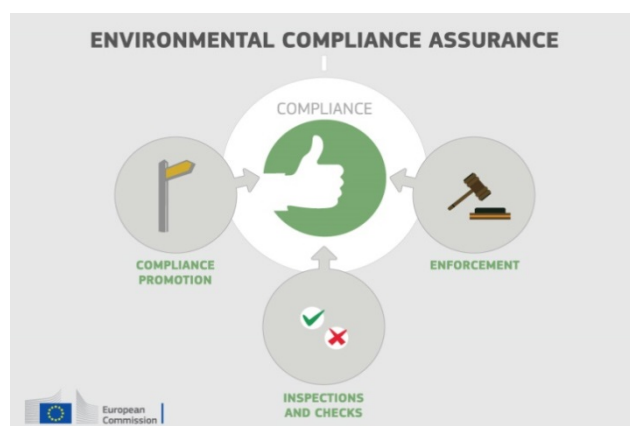 ENVIRONMENTAL COMPLIANCE ASSURANCE
COMPLIANCE
COMPLIANCE
PROMOTION
ENFORCEMENT
INSPECTIONS
AND CHECKS
European
Commission